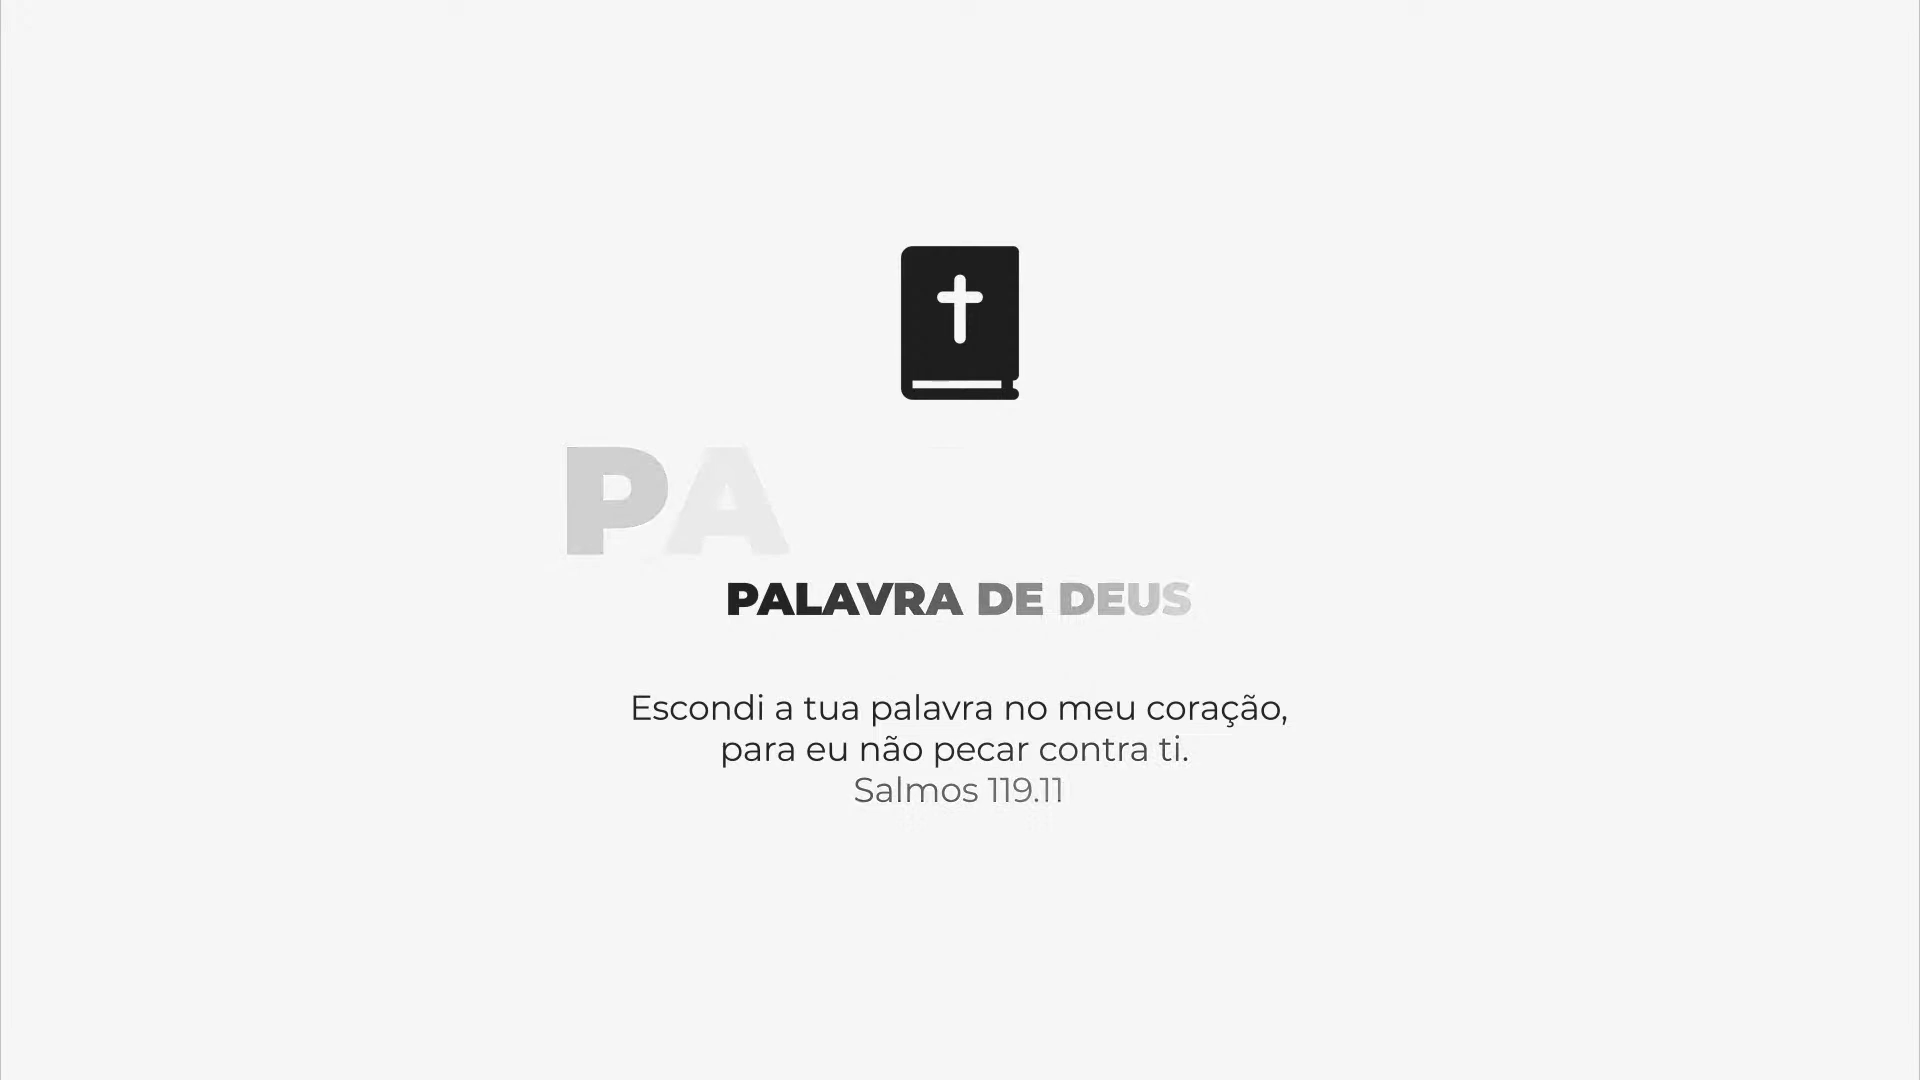 PA
PALAVRA DE DEUS
Escondi a tua palavra no meu coração,
para eu não pecar contra ti.
Salmos 119.11